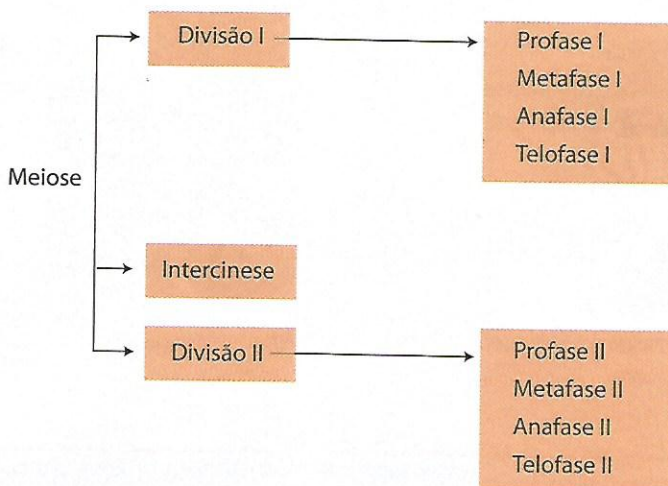 Divisão I
Profase I
Metafase I
Anafase I
Telofase I
Meiose
Intercinese
Divisão II
Profase II
Metafase II
Anafase II
Telofase II